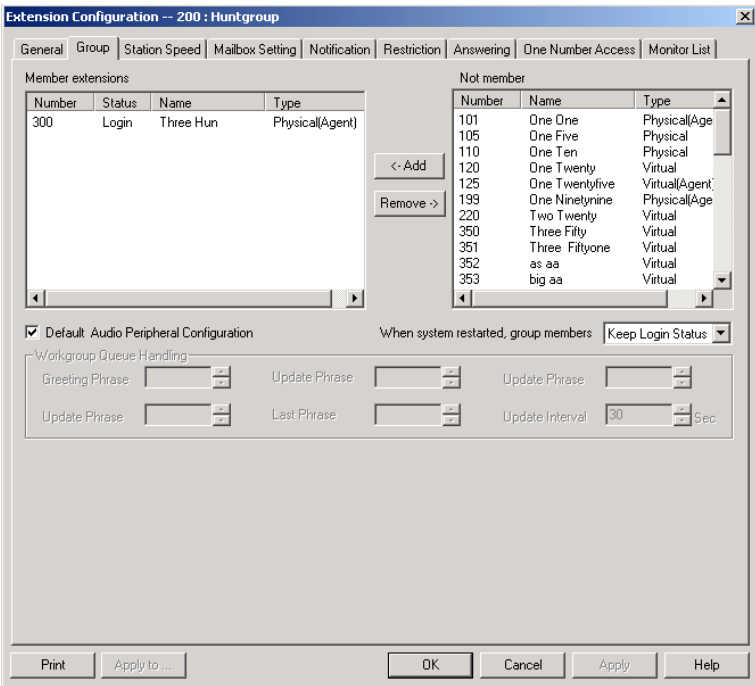 Extension Configuration -- 200 : Huntgroup
General Group Station Speed Mailbox Setting Notification Restriction Answering One Number Access Monitor List
Member extensions
Number Status Name Type
300 Login Three Hun Physical(Agent)
<- Add
Remove ->
Not member
Number Name Type
101 One One Physical(Age
105 One Five Physical
110 One Ten Physical
120 One Twenty Virtual
125 One Twentyfive Virtual(Agent)
199 One Ninetynine Physical(Age
220 Two Twenty Virtual
350 Three Fifty Virtual
351 Three Fiftyone Virtual
352 as aa Virtual
353 big aa Virtual
Default Audio Peripheral Configuration
When system restarted, group members Keep Login Status
Workgroup Queue Handling
Greeting Phrase Update Phrase Update Phrase
Update Phrase Last Phrase Update Interval 30 Sec
Print Apply to ... OK Cancel Apply Help